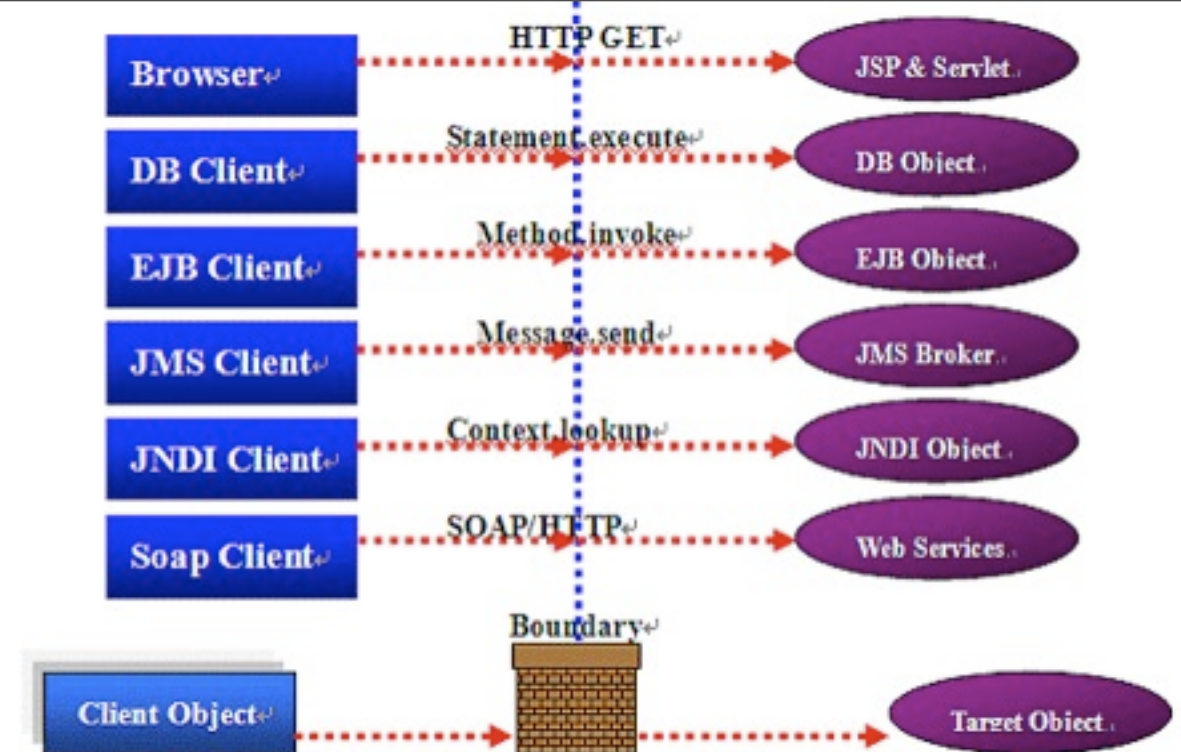 HTTP GET
Browser
JSP & Servlet
Statement.execute
DB Client
DB Object
Method.invoke
EJB Client
EJB Object
Message.send
JMS Client
JMS Broker
Context.lookup
JNDI Client
JNDI Object
SOAP/HTTP
Soap Client
Web Services
Boundary
Client Object
Target Object